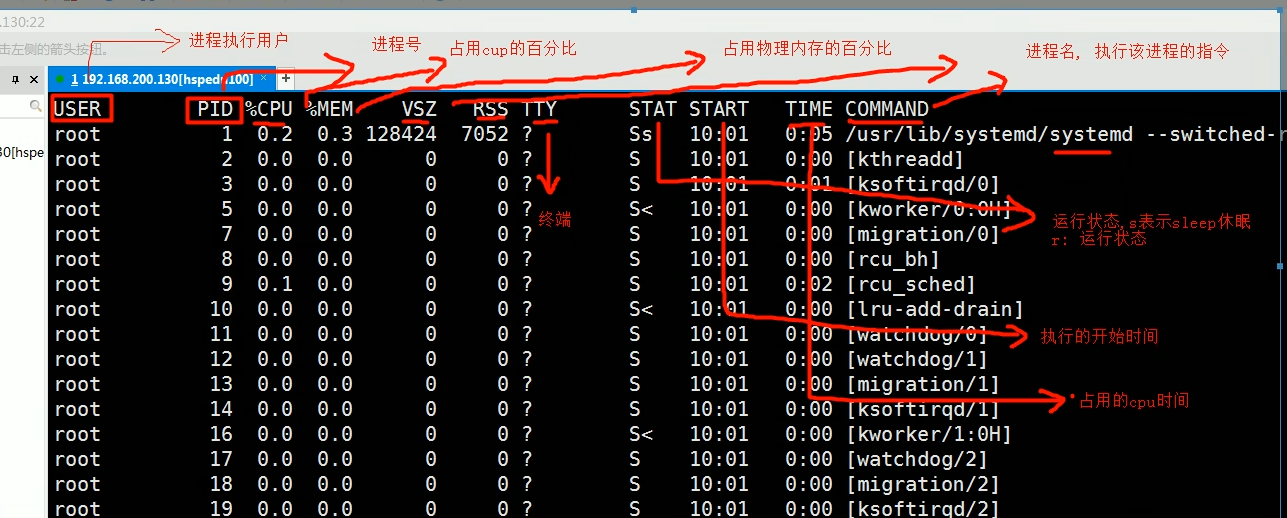 .130:22
击左侧的箭头按钮。
进程执行用户
进程号
占用cup的百分比
占用物理内存的百分比
进程名, 执行该进程的指令
1 192.168.200.130[hspedu100] × +
USER PID %CPU %MEM VSZ RSS TTY STAT START TIME COMMAND
root 1 0.2 0.3 128424 7052 ? Ss 10:01 0:05 /usr/lib/systemd/systemd --switched-r
0[hspe
root 2 0.0 0.0 0 0 ? S 10:01 0:00 [kthreadd]
root 3 0.0 0.0 0 0 ? S 10:01 0:01 [ksoftirqd/0]
root 5 0.0 0.0 0 0 ? S< 10:01 0:00 [kworker/0:0H]
终端
运行状态,s表示sleep休眠
r: 运行状态
root 7 0.0 0.0 0 0 ? S 10:01 0:00 [migration/0]
root 8 0.0 0.0 0 0 ? S 10:01 0:00 [rcu_bh]
root 9 0.1 0.0 0 0 ? S 10:01 0:02 [rcu_sched]
root 10 0.0 0.0 0 0 ? S< 10:01 0:00 [lru-add-drain]
root 11 0.0 0.0 0 0 ? S 10:01 0:00 [watchdog/0]
执行的开始时间
root 12 0.0 0.0 0 0 ? S 10:01 0:00 [watchdog/1]
root 13 0.0 0.0 0 0 ? S 10:01 0:00 [migration/1]
占用的cpu时间
root 14 0.0 0.0 0 0 ? S 10:01 0:00 [ksoftirqd/1]
root 16 0.0 0.0 0 0 ? S< 10:01 0:00 [kworker/1:0H]
root 17 0.0 0.0 0 0 ? S 10:01 0:00 [watchdog/2]
root 18 0.0 0.0 0 0 ? S 10:01 0:00 [migration/2]
root 19 0.0 0.0 0 0 ? S 10:01 0:00 [ksoftirqd/2]